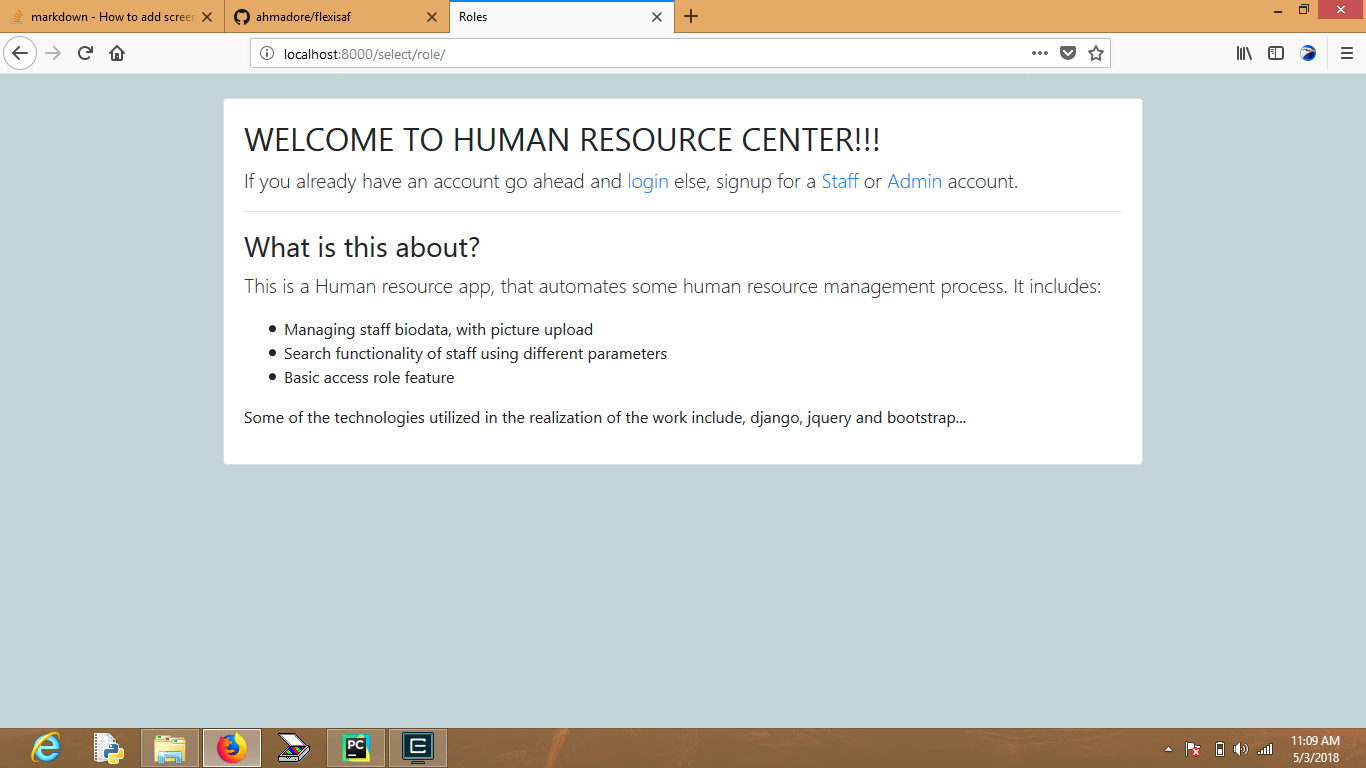 markdown - How to add screen
ahmadore/flexisaf
Roles
localhost:8000/select/role/
WELCOME TO HUMAN RESOURCE CENTER!!!
If you already have an account go ahead and login else, signup for a Staff or Admin account.
What is this about?
This is a Human resource app, that automates some human resource management process. It includes:
Managing staff biodata, with picture upload
Search functionality of staff using different parameters
Basic access role feature
Some of the technologies utilized in the realization of the work include, django, jquery and bootstrap...
PC
11:09 AM
5/3/2018